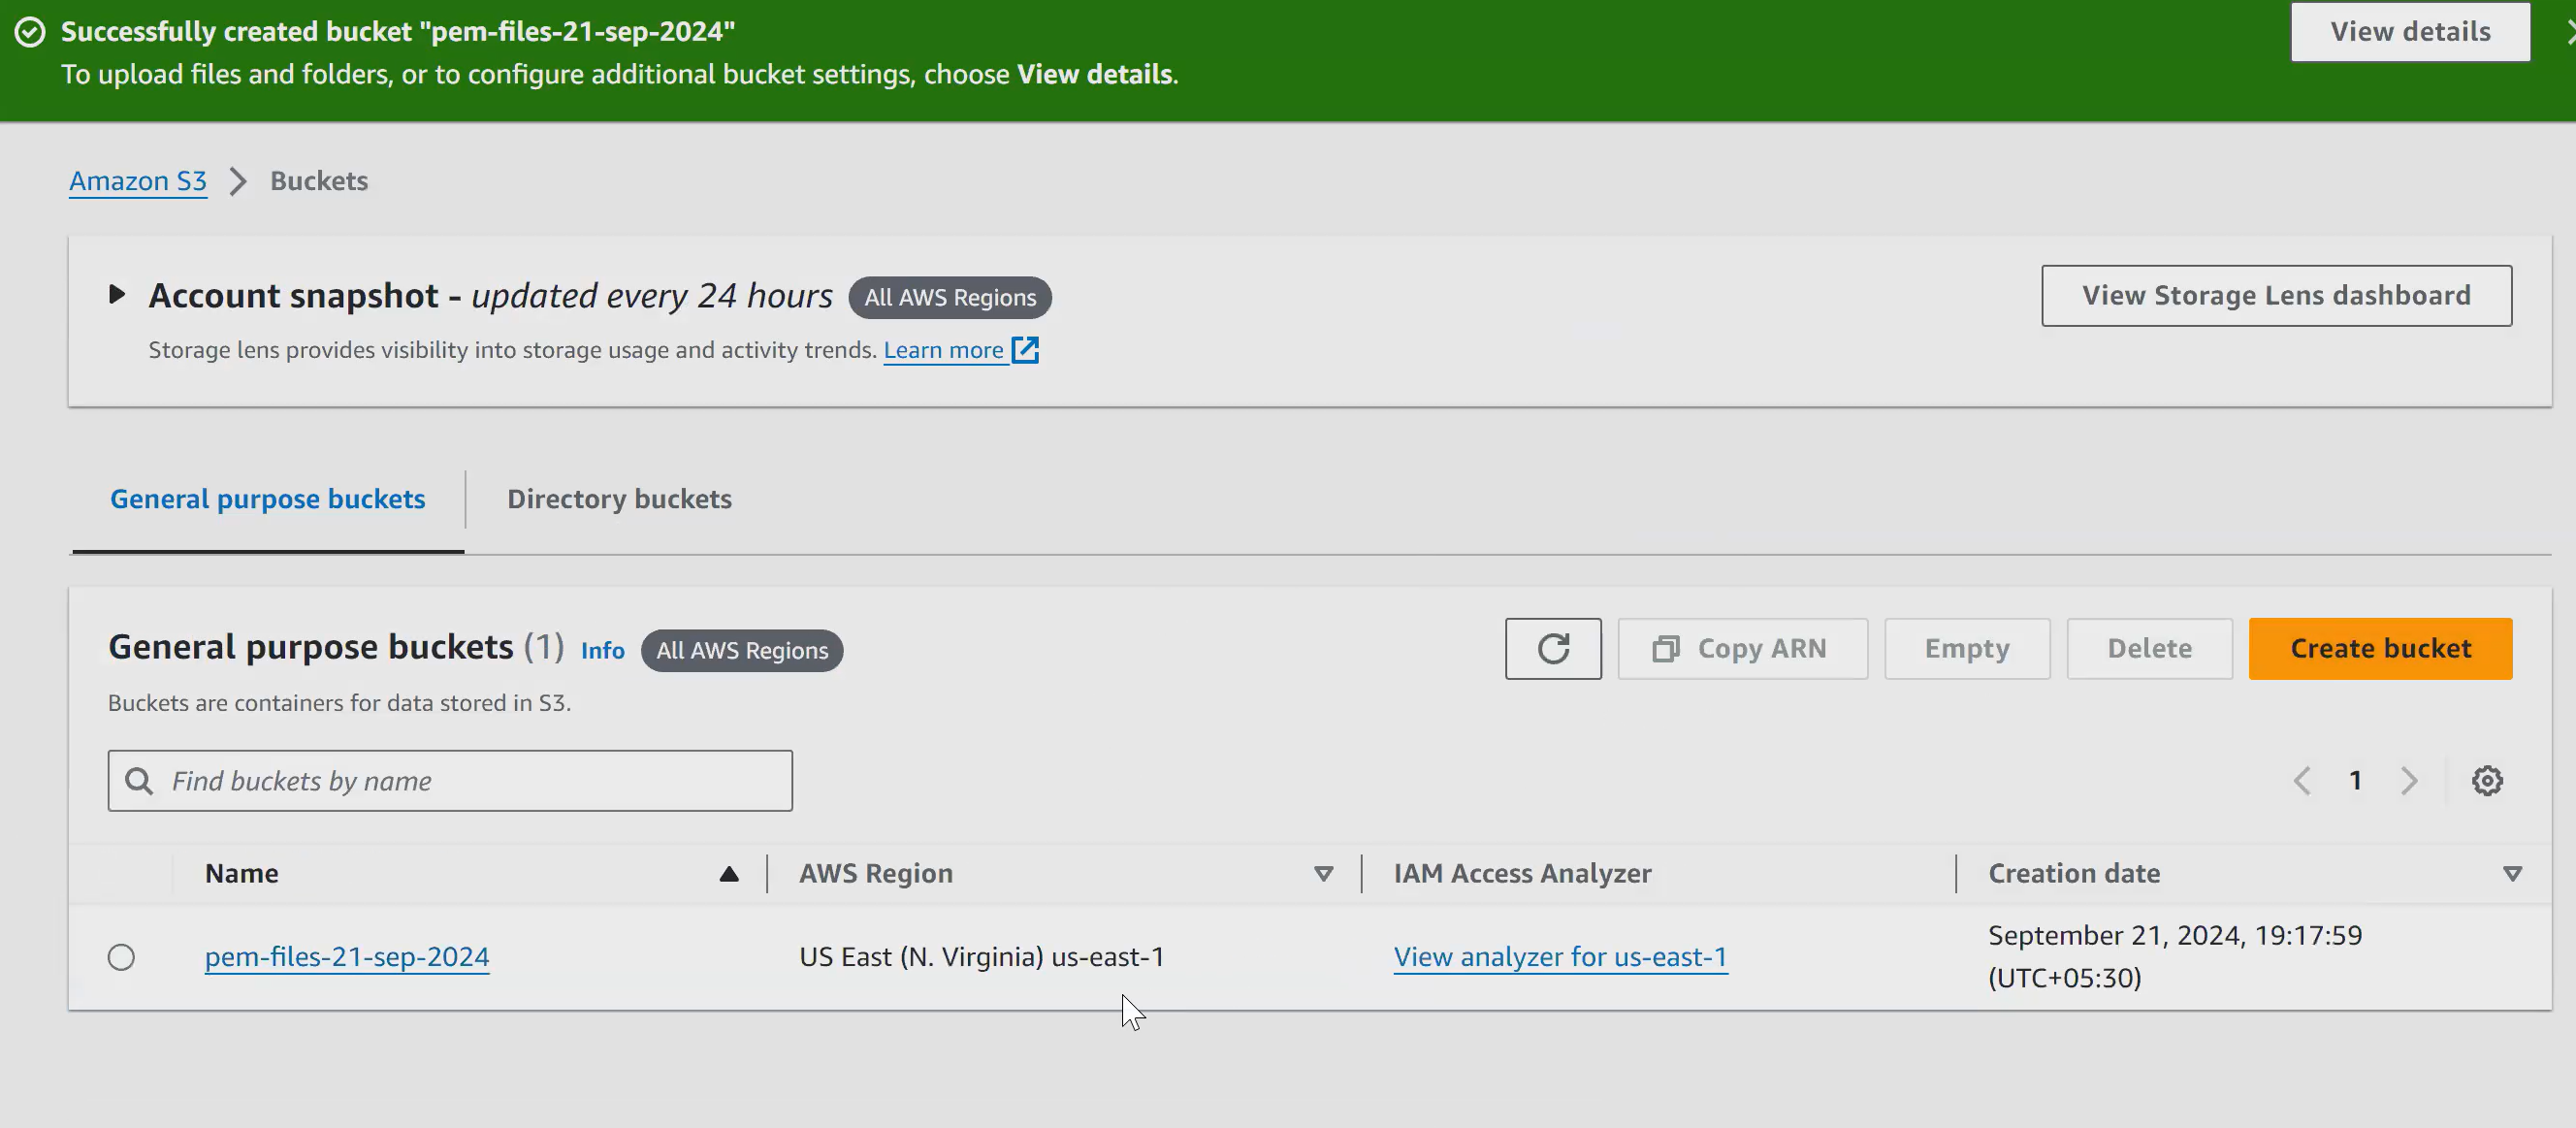 Successfully created bucket "pem-files-21-sep-2024"
To upload files and folders, or to configure additional bucket settings, choose View details.
View details
Amazon S3 > Buckets
Account snapshot - updated every 24 hours All AWS Regions
Storage lens provides visibility into storage usage and activity trends. Learn more
View Storage Lens dashboard
General purpose buckets
Directory buckets
General purpose buckets (1) Info All AWS Regions
Buckets are containers for data stored in S3.
Copy ARN
Empty
Delete
Create bucket
Find buckets by name
1
Name
AWS Region
IAM Access Analyzer
Creation date
pem-files-21-sep-2024
US East (N. Virginia) us-east-1
View analyzer for us-east-1
September 21, 2024, 19:17:59
(UTC+05:30)